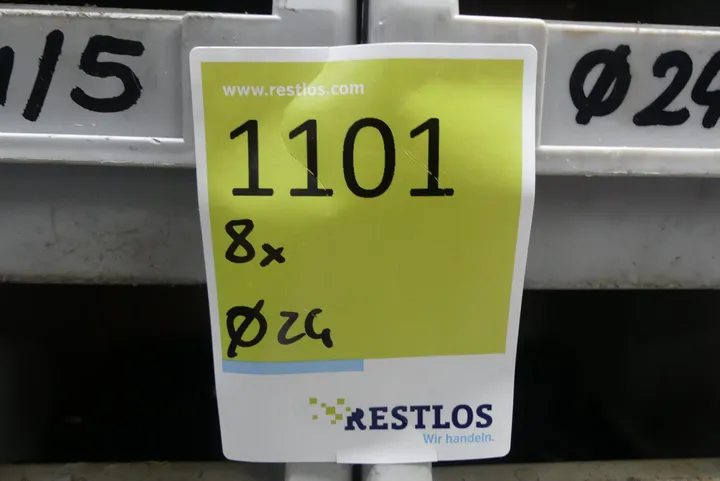 1/5
Ø24
www.restlos.com
1101
8x
Ø24
RESTLOS
Wir handeln.